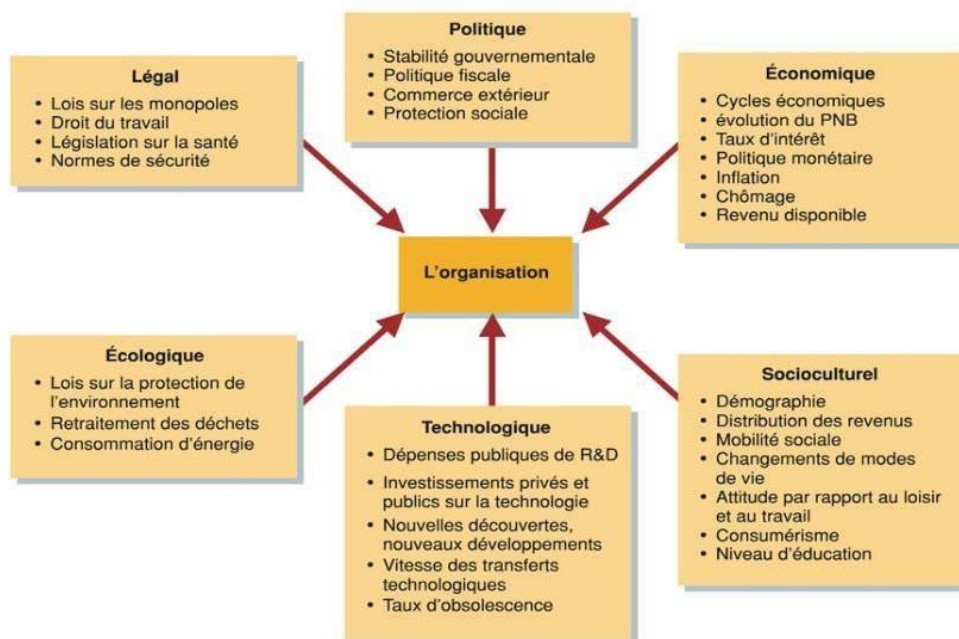 Politique
• Stabilité gouvernementale
• Politique fiscale
• Commerce extérieur
• Protection sociale
Légal
• Lois sur les monopoles
• Droit du travail
• Législation sur la santé
• Normes de sécurité
Économique
• Cycles économiques
• évolution du PNB
• Taux d'intérêt
• Politique monétaire
• Inflation
• Chômage
• Revenu disponible
L'organisation
Écologique
• Lois sur la protection de
l'environnement
• Retraitement des déchets
• Consommation d'énergie
Technologique
• Dépenses publiques de R&D
• Investissements privés et
publics sur la technologie
• Nouvelles découvertes,
nouveaux développements
• Vitesse des transferts
technologiques
• Taux d'obsolescence
Socioculturel
• Démographie
• Distribution des revenus
• Mobilité sociale
• Changements de modes
de vie
• Attitude par rapport au loisir
et au travail
• Consumérisme
• Niveau d'éducation